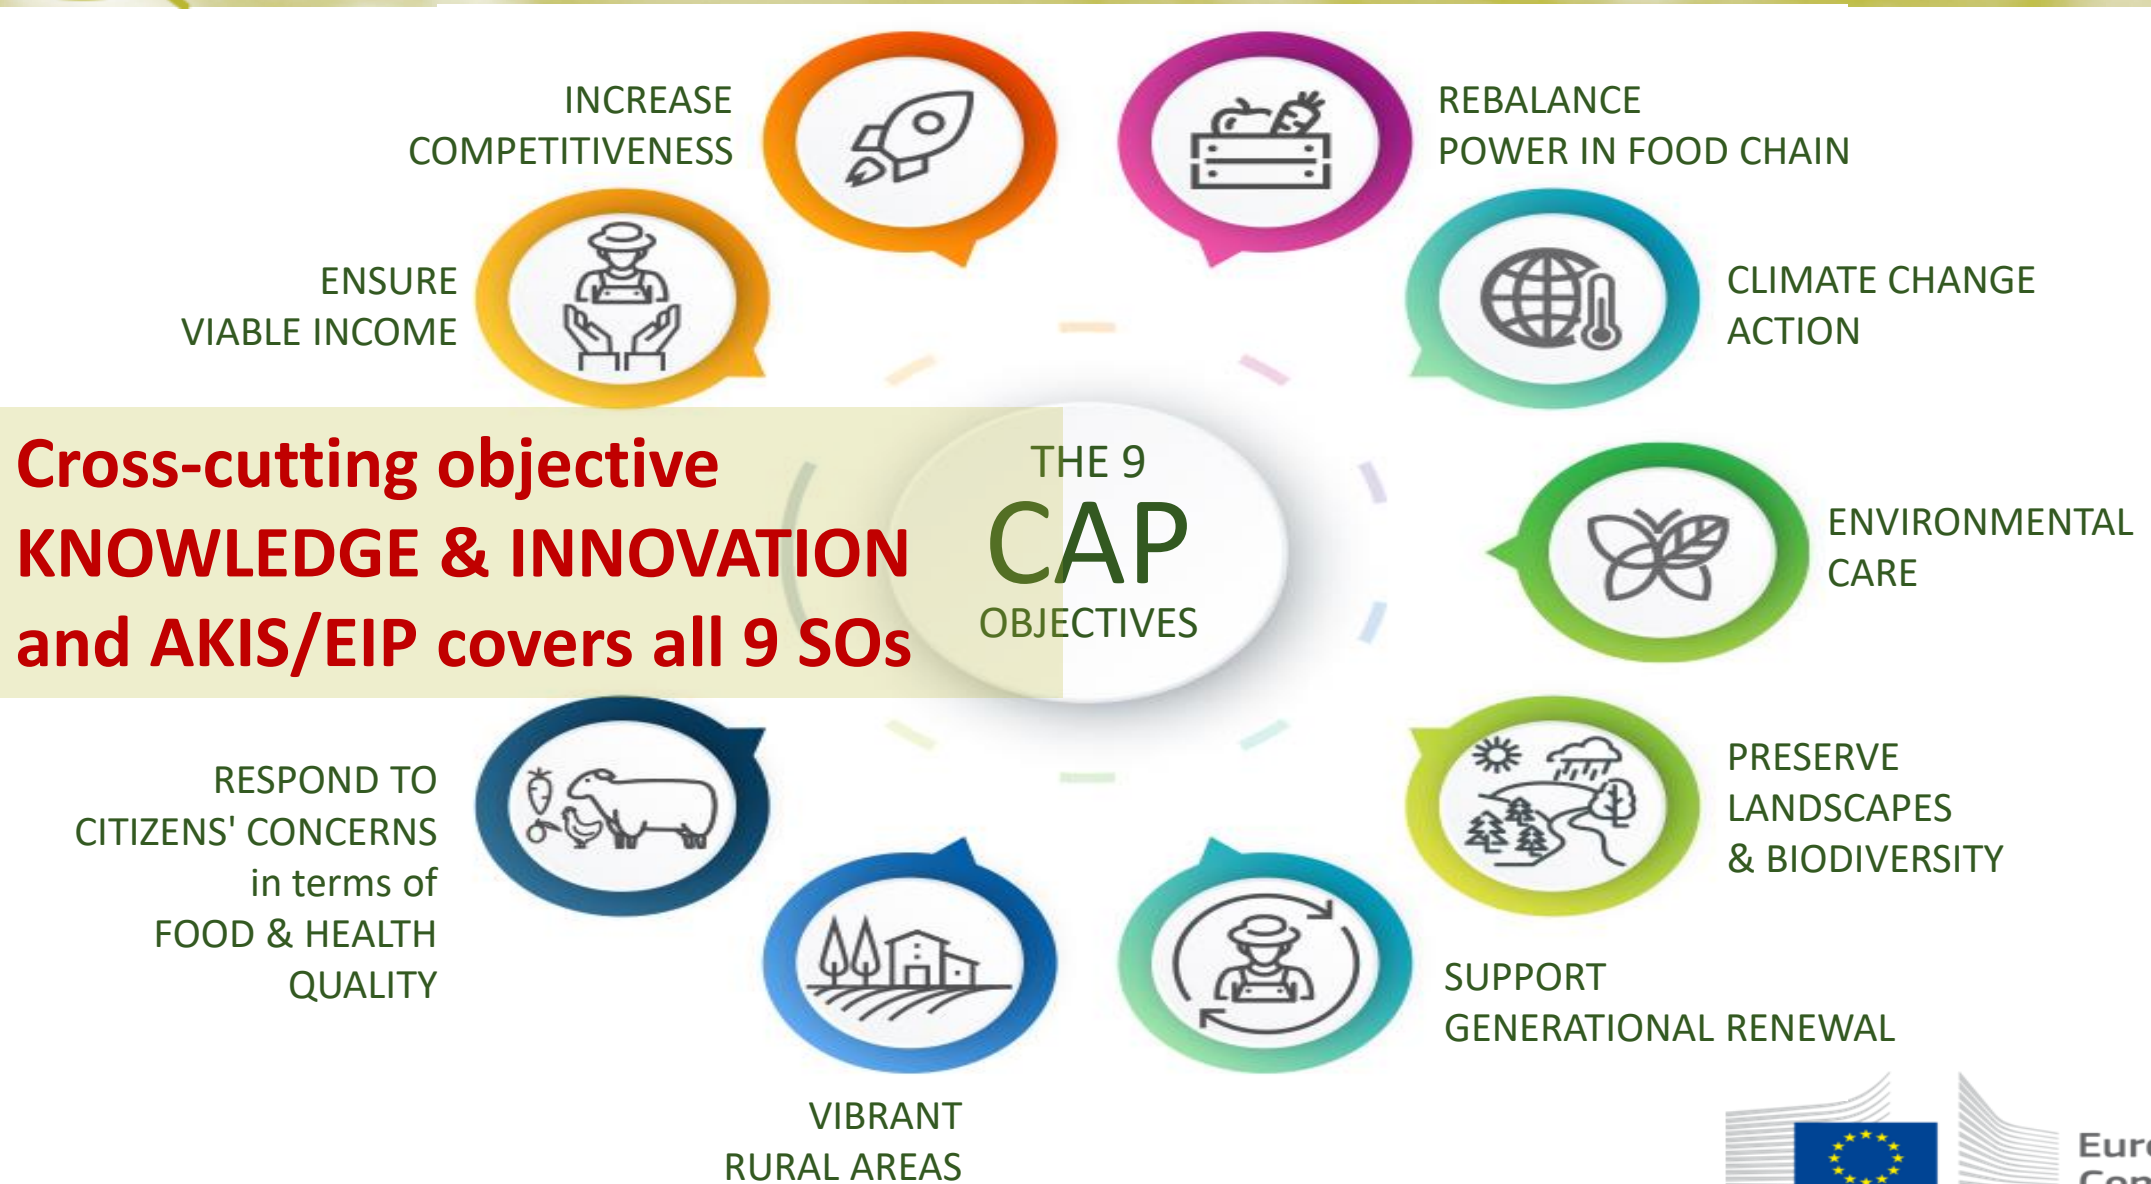 INCREASE
COMPETITIVENESS
REBALANCE
POWER IN FOOD CHAIN
ENSURE
VIABLE INCOME
CLIMATE CHANGE
ACTION
Cross-cutting objective
KNOWLEDGE & INNOVATION
and AKIS/EIP covers all 9 SOs
THE 9
CAP
OBJECTIVES
ENVIRONMENTAL
CARE
RESPOND TO
CITIZENS' CONCERNS
in terms of
FOOD & HEALTH
QUALITY
PRESERVE
LANDSCAPES
& BIODIVERSITY
SUPPORT
GENERATIONAL RENEWAL
VIBRANT
RURAL AREAS